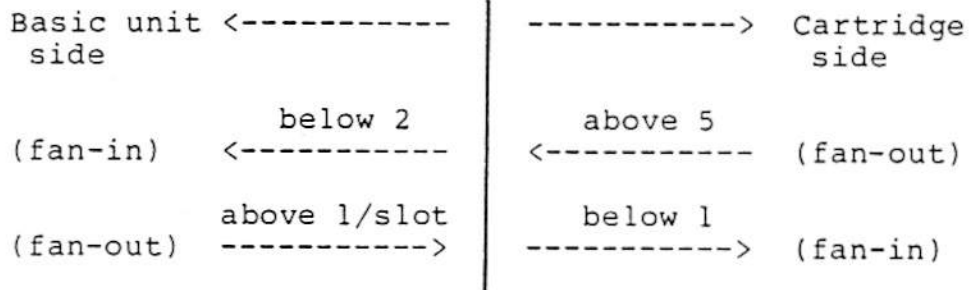 Basic unit <----------- -----------> Cartridge
side side
below 2 above 5
(fan-in) <----------- <----------- (fan-out)
above 1/slot below 1
(fan-out) -----------> -----------> (fan-in)